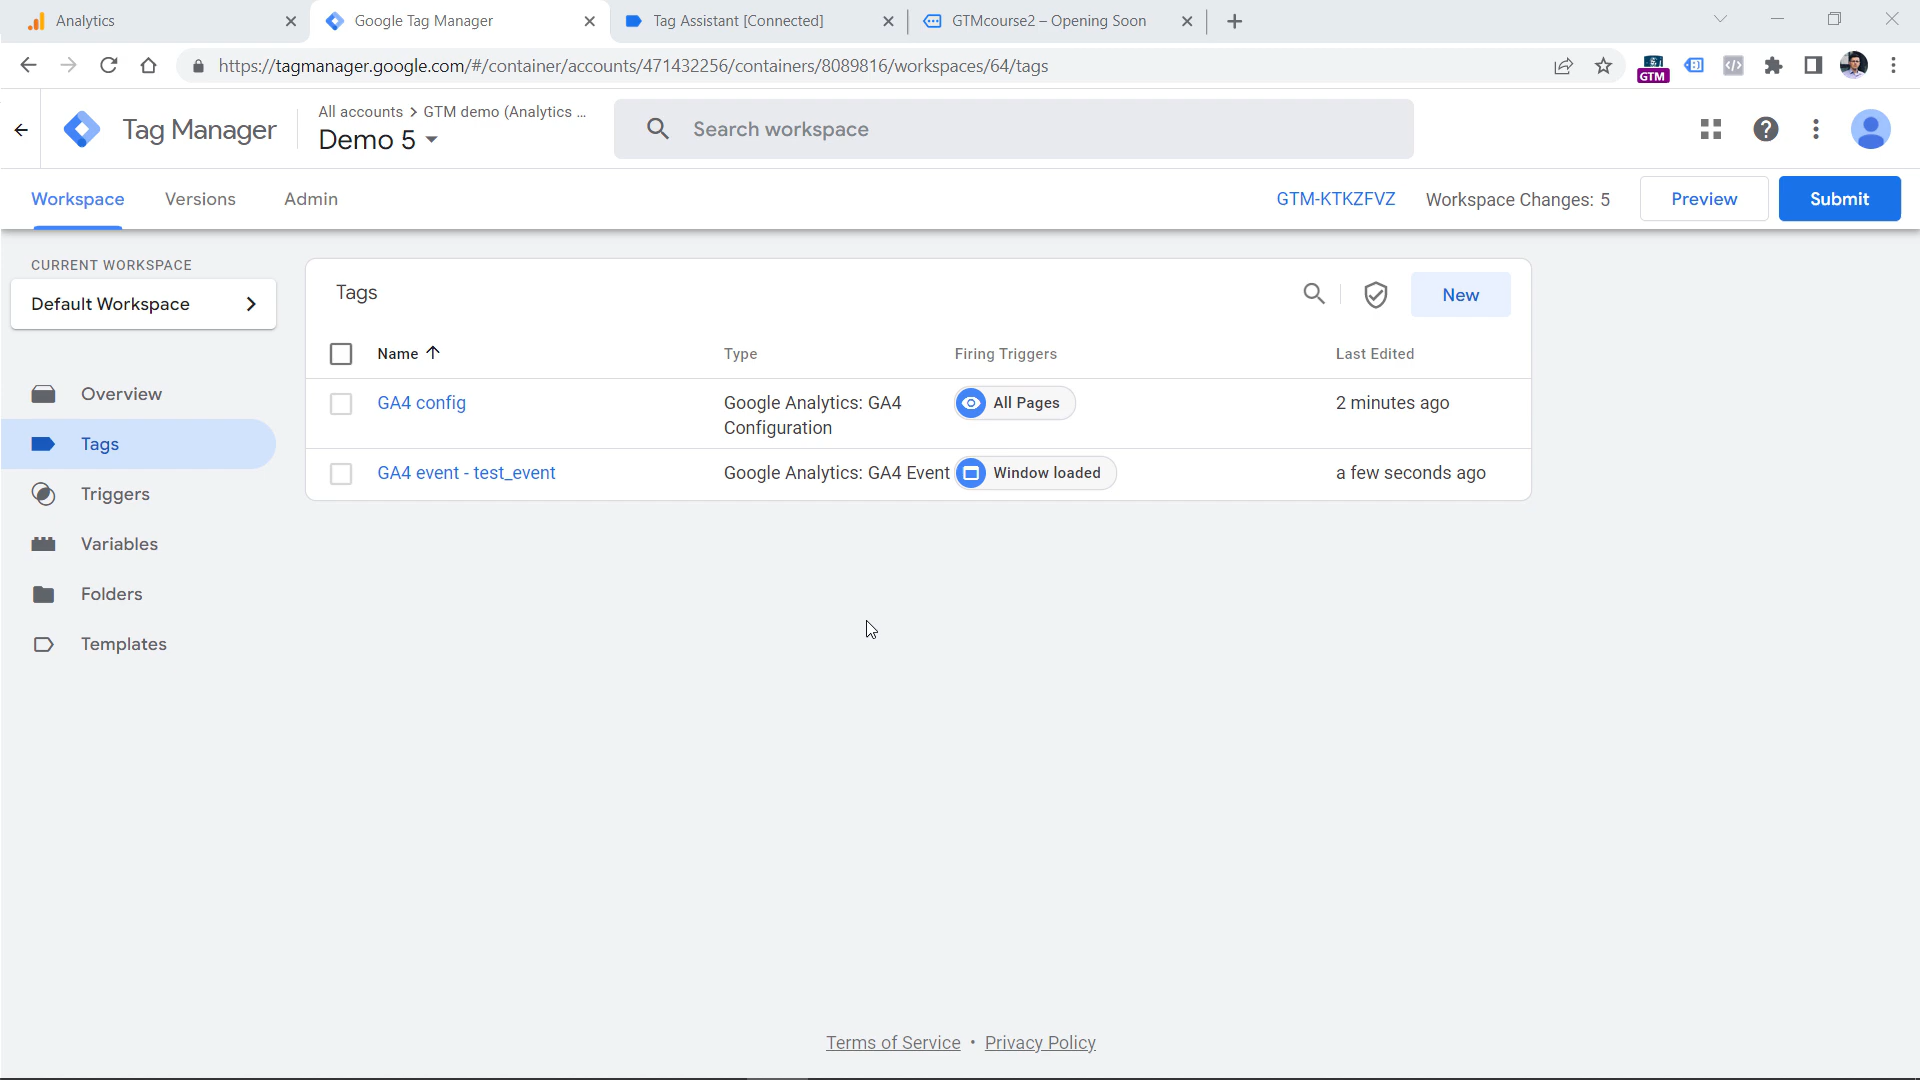 Analytics
Google Tag Manager
Tag Assistant [Connected]
GTMcourse2 – Opening Soon
https://tagmanager.google.com/#/container/accounts/471432256/containers/8089816/workspaces/64/tags
GTM
Tag Manager
All accounts > GTM demo (Analytics ...
Demo 5
Search workspace
Workspace
Versions
Admin
GTM-KTKZFVZ
Workspace Changes: 5
Preview
Submit
CURRENT WORKSPACE
Default Workspace
Overview
Tags
Triggers
Variables
Folders
Templates
Tags
New
Name
Type
Firing Triggers
Last Edited
GA4 config
Google Analytics: GA4
Configuration
All Pages
2 minutes ago
GA4 event - test_event
Google Analytics: GA4 Event
Window loaded
a few seconds ago
Terms of Service • Privacy Policy